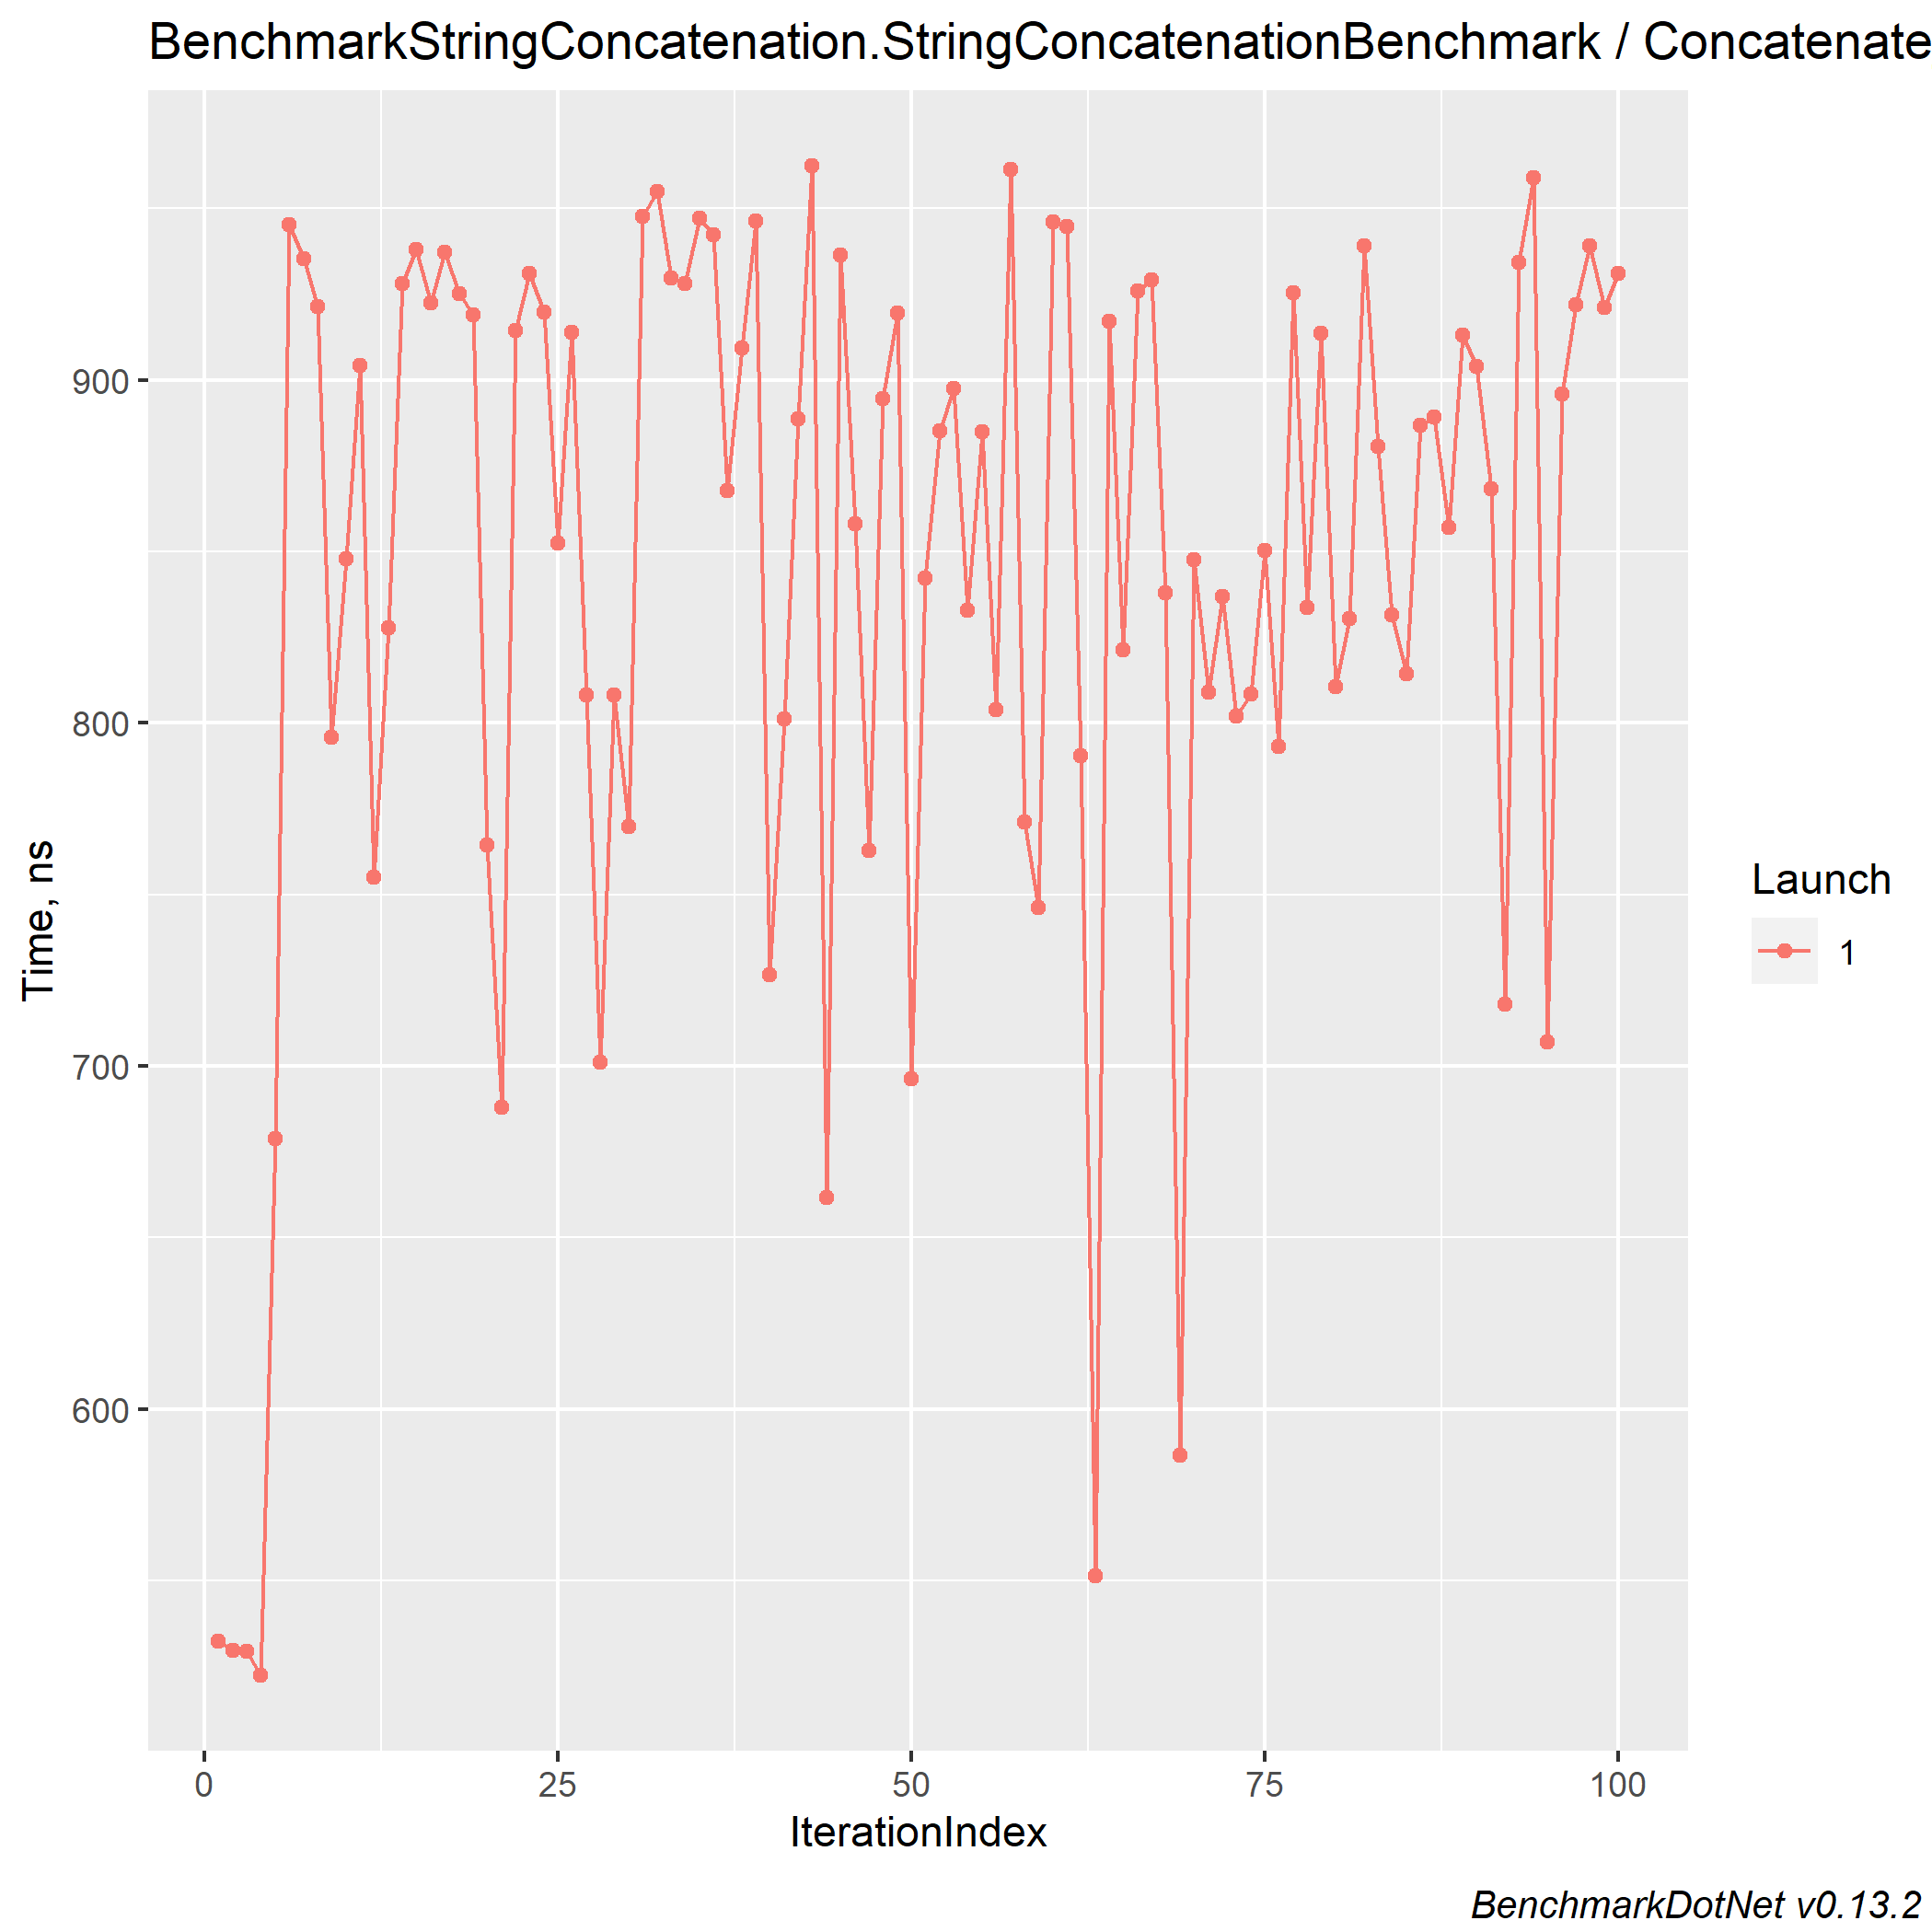 BenchmarkStringConcatenation.StringConcatenationBenchmark / Concatenate
900
800
700
600
Time, ns
0 25 50 75 100
IterationIndex
Launch
1
BenchmarkDotNet v0.13.2